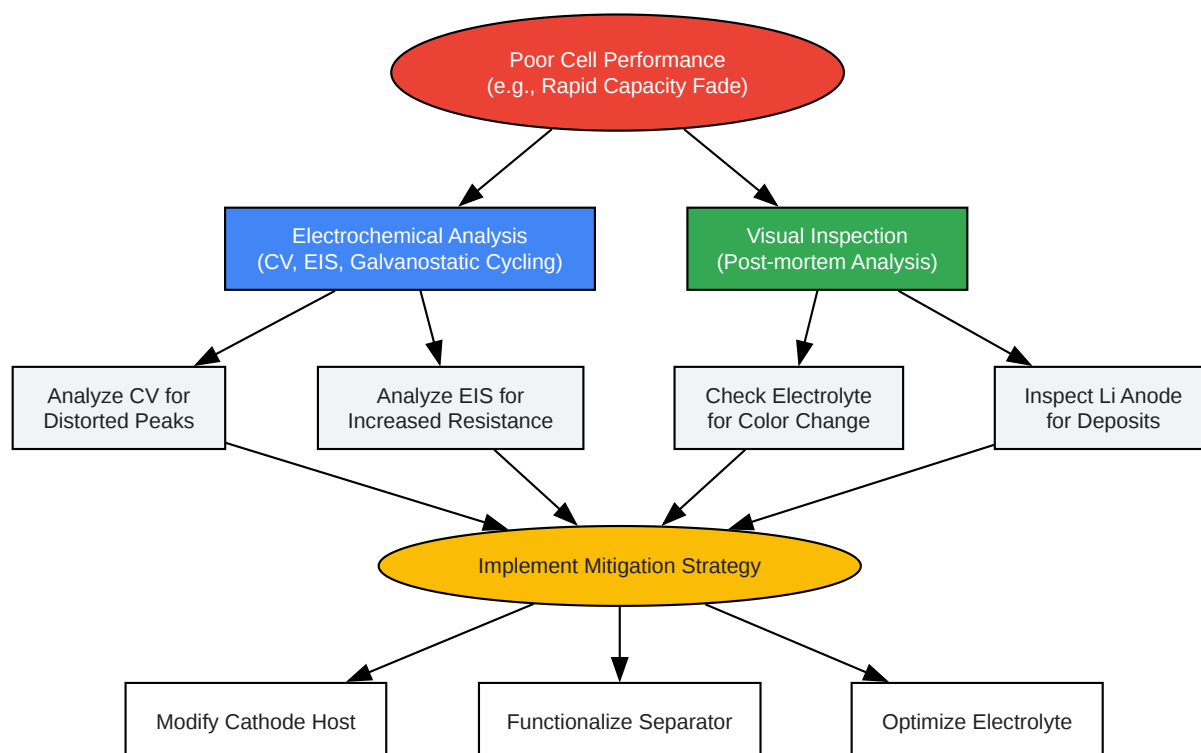 Poor Cell Performance
(e.g., Rapid Capacity Fade)
Electrochemical Analysis
(CV, EIS, Galvanostatic Cycling)
Visual Inspection
(Post-mortem Analysis)
Analyze CV for
Distorted Peaks
Analyze EIS for
Increased Resistance
Check Electrolyte
for Color Change
Inspect Li Anode
for Deposits
Implement Mitigation Strategy
Modify Cathode Host
Functionalize Separator
Optimize Electrolyte